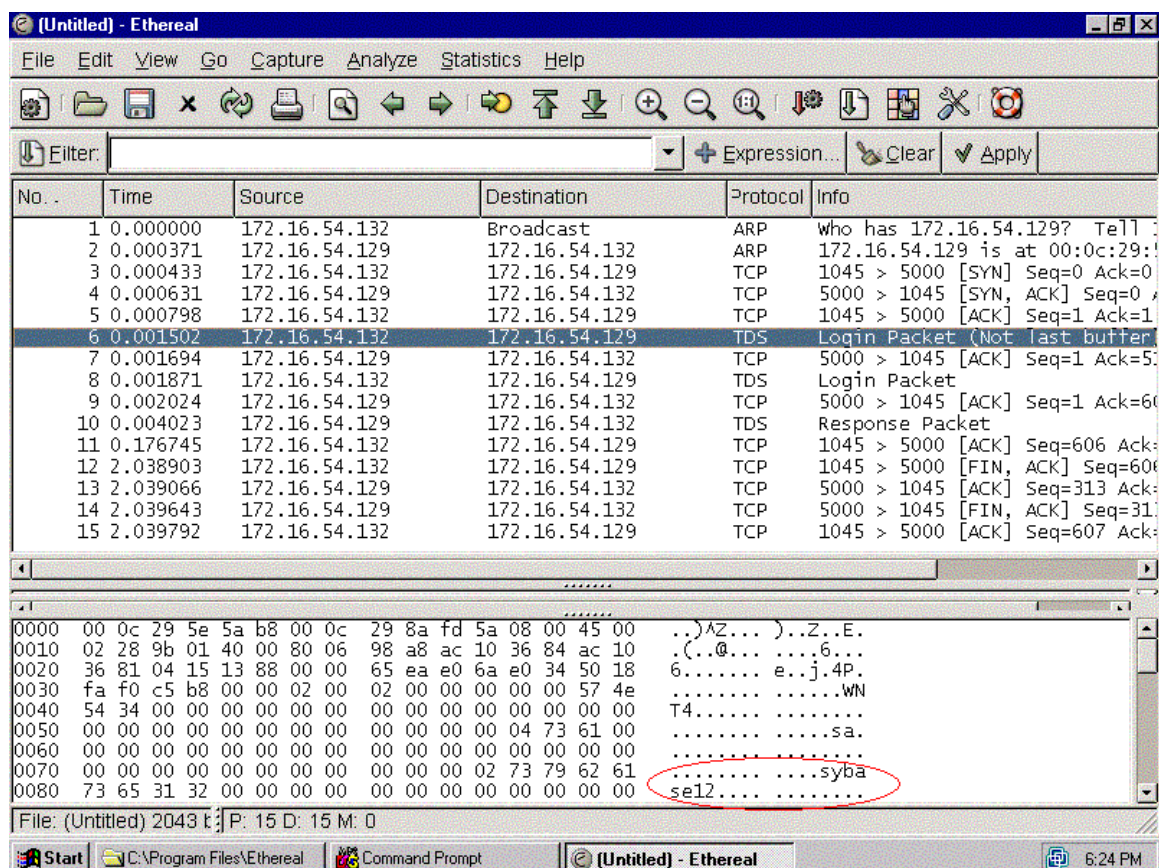 (Untitled) - Ethereal
File Edit View Go Capture Analyze Statistics Help
Filter: Expression... Clear Apply
No. . Time Source Destination Protocol Info
1 0.000000 172.16.54.132 Broadcast ARP Who has 172.16.54.129? Tell
2 0.000371 172.16.54.129 172.16.54.132 ARP 172.16.54.129 is at 00:0c:29:
3 0.000433 172.16.54.132 172.16.54.129 TCP 1045 > 5000 [SYN] Seq=0 Ack=0
4 0.000631 172.16.54.129 172.16.54.132 TCP 5000 > 1045 [SYN, ACK] Seq=0
5 0.000798 172.16.54.132 172.16.54.129 TCP 1045 > 5000 [ACK] Seq=1 Ack=1
6 0.001502 172.16.54.132 172.16.54.129 TDS Login Packet (Not last buffer
7 0.001694 172.16.54.129 172.16.54.132 TCP 5000 > 1045 [ACK] Seq=1 Ack=51
8 0.001871 172.16.54.132 172.16.54.129 TDS Login Packet
9 0.002024 172.16.54.129 172.16.54.132 TCP 5000 > 1045 [ACK] Seq=1 Ack=60
10 0.004023 172.16.54.129 172.16.54.132 TDS Response Packet
11 0.176745 172.16.54.132 172.16.54.129 TCP 1045 > 5000 [ACK] Seq=606 Ack=
12 2.038903 172.16.54.132 172.16.54.129 TCP 1045 > 5000 [FIN, ACK] Seq=606
13 2.039066 172.16.54.129 172.16.54.132 TCP 5000 > 1045 [ACK] Seq=313 Ack=
14 2.039643 172.16.54.129 172.16.54.132 TCP 5000 > 1045 [FIN, ACK] Seq=313
15 2.039792 172.16.54.132 172.16.54.129 TCP 1045 > 5000 [ACK] Seq=607 Ack=
0000 00 0c 29 5e 5a b8 00 0c 29 8a fd 5a 08 00 45 00 ..)^Z... )..Z..E.
0010 02 28 9b 01 40 00 80 06 98 a8 ac 10 36 84 ac 10 .(..@... ....6...
0020 36 81 04 15 13 88 00 00 65 ea e0 6a e0 34 50 18 6....... e..j.4P.
0030 fa f0 c5 b8 00 00 02 00 02 00 00 00 00 00 57 4e ........ ......WN
0040 54 34 00 00 00 00 00 00 00 00 00 00 00 00 00 00 T4...... ........
0050 00 00 00 00 00 00 00 00 00 00 00 00 04 73 61 00 ........ .....sa.
0060 00 00 00 00 00 00 00 00 00 00 00 00 00 00 00 00 ........ ........
0070 00 00 00 00 00 00 00 00 00 00 00 02 73 79 62 61 ........ ....syba
0080 73 65 31 32 00 00 00 00 00 00 00 00 00 00 00 00 se12.... ........
File: (Untitled) 2043 P: 15 D: 15 M: 0
Start C:\Program Files\Ethereal Command Prompt (Untitled) - Ethereal 6:24 PM